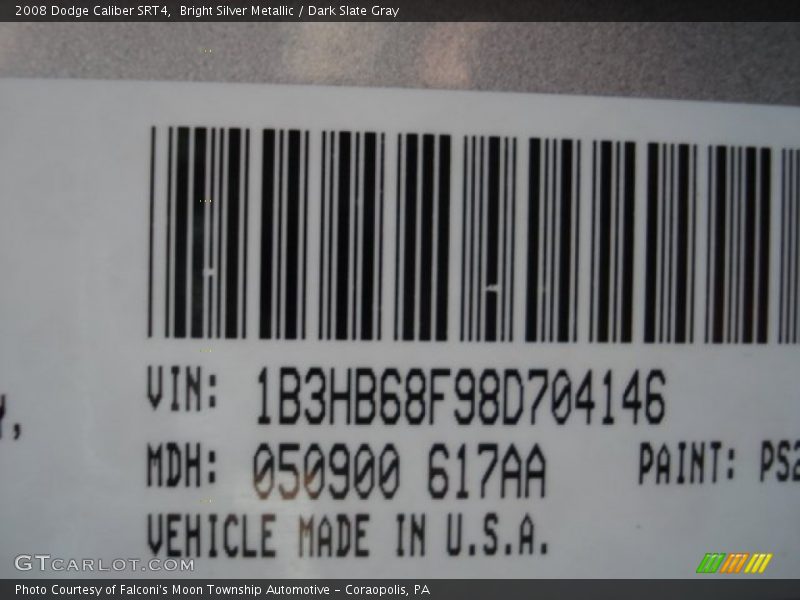 2008 Dodge Caliber SRT4,  Bright Silver Metallic / Dark Slate Gray
VIN: 1B3HB68F98D704146
MDH: 050900 617AA PAINT: PS2
VEHICLE MADE IN U.S.A.
GTCARLOT.COM
Photo Courtesy of Falconi's Moon Township Automotive – Coraopolis, PA